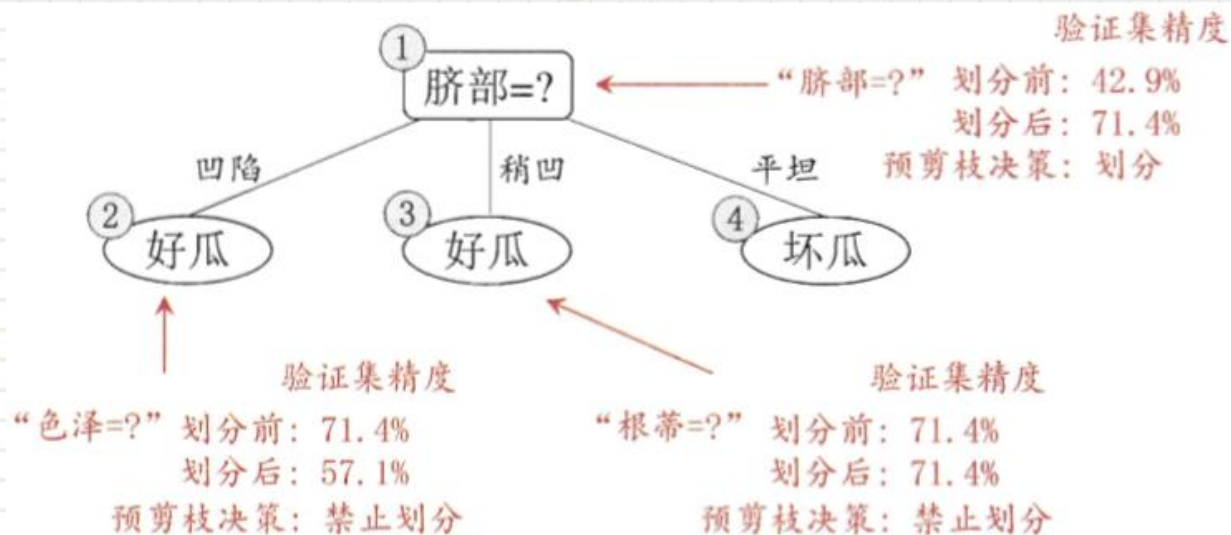 验证集精度
①
脐部=?
“脐部=?” 划分前: 42.9%
划分后: 71.4%
预剪枝决策: 划分
凹陷
稍凹
平坦
②
好瓜
③
好瓜
④
坏瓜
验证集精度
“色泽=?” 划分前: 71.4%
划分后: 57.1%
预剪枝决策: 禁止划分
验证集精度
“根蒂=?” 划分前: 71.4%
划分后: 71.4%
预剪枝决策: 禁止划分